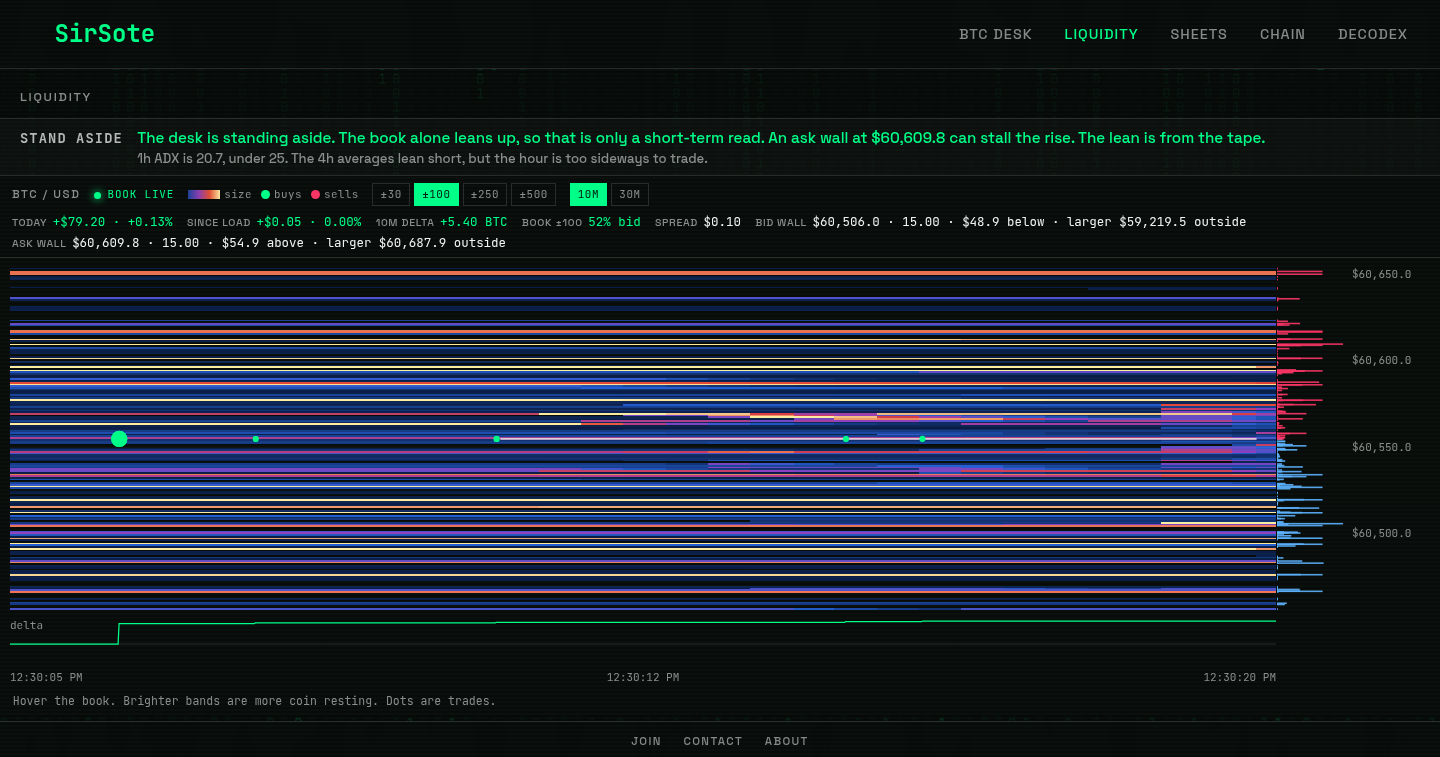 SirSote
BTC DESK LIQUIDITY SHEETS CHAIN DECODEX
LIQUIDITY
STAND ASIDE The desk is standing aside. The book alone leans up, so that is only a short-term read. An ask wall at $60,609.8 can stall the rise. The lean is from the tape.
1h ADX is 20.7, under 25. The 4h averages lean short, but the hour is too sideways to trade.
BTC / USD BOOK LIVE size buys sells ±30 ±100 ±250 ±500 10M 30M
TODAY +$79.20 · +0.13% SINCE LOAD +$0.05 · 0.00% 10M DELTA +5.40 BTC BOOK ±100 52% bid SPREAD $0.10 BID WALL $60,506.0 · 15.00 · $48.9 below · larger $59,219.5 outside
ASK WALL $60,609.8 · 15.00 · $54.9 above · larger $60,687.9 outside
$60,650.0
$60,600.0
$60,550.0
$60,500.0
delta
12:30:05 PM 12:30:12 PM 12:30:20 PM
Hover the book. Brighter bands are more coin resting. Dots are trades.
JOIN CONTACT ABOUT